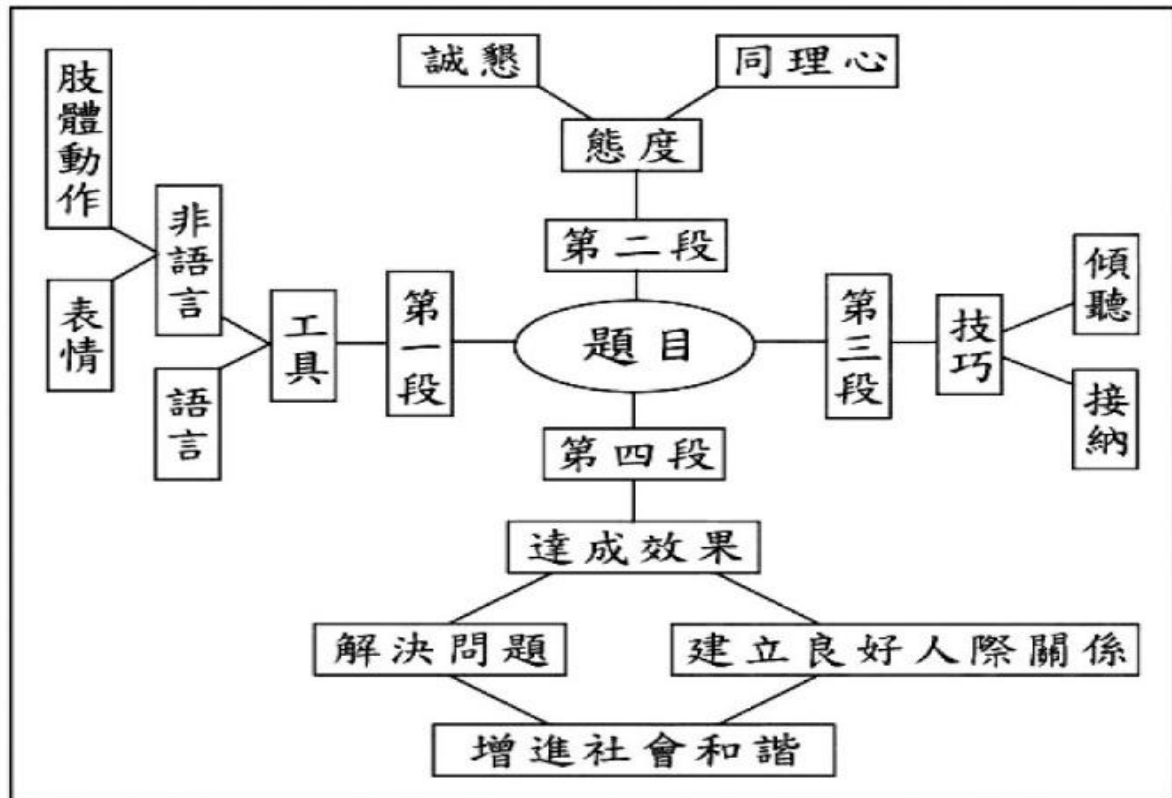 題目
第一段
工具
非語言
肢體動作
表情
語言
第二段
態度
誠懇
同理心
第三段
技巧
傾聽
接納
第四段
達成效果
解決問題
建立良好人際關係
增進社會和諧